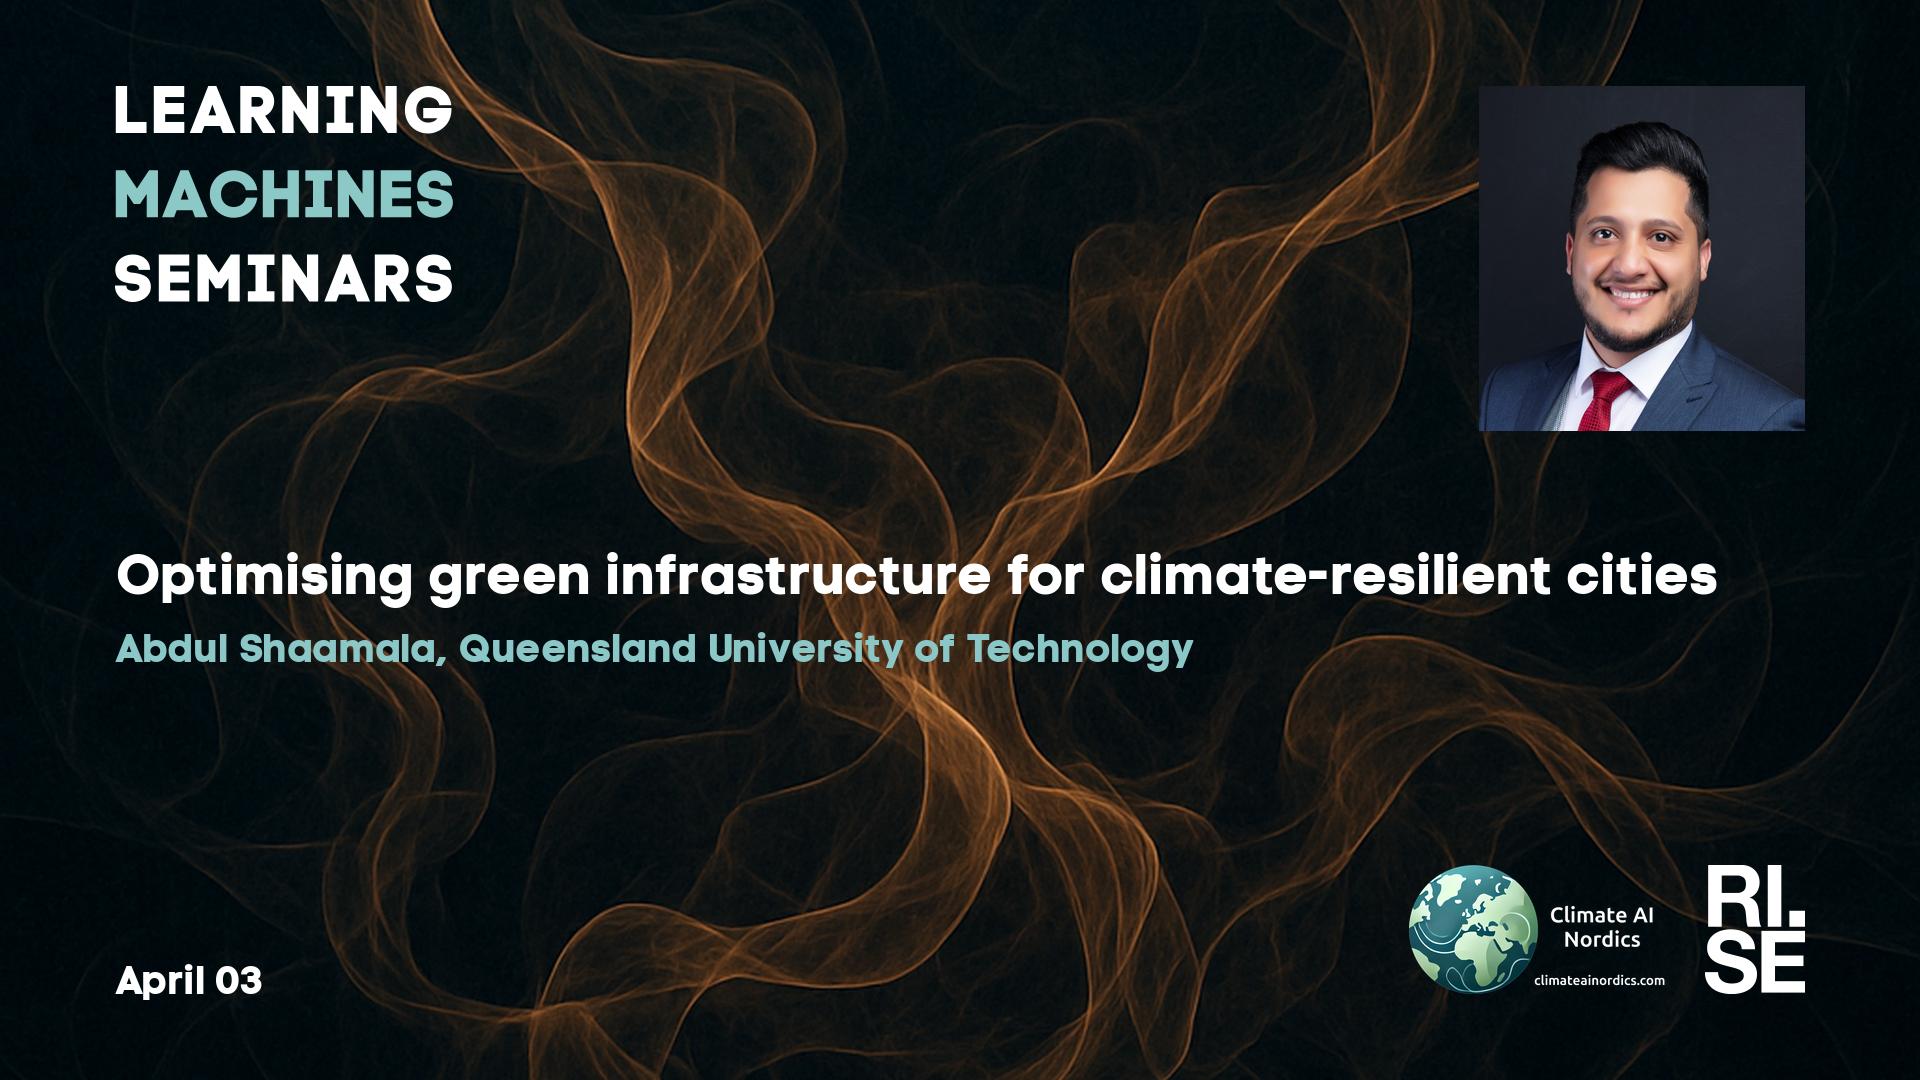 LEARNING
MACHINES
SEMINARS
Optimising green infrastructure for climate-resilient cities
Abdul Shaamala, Queensland University of Technology
April 03
Climate AI
Nordics
climateainordics.com
RI.
SE